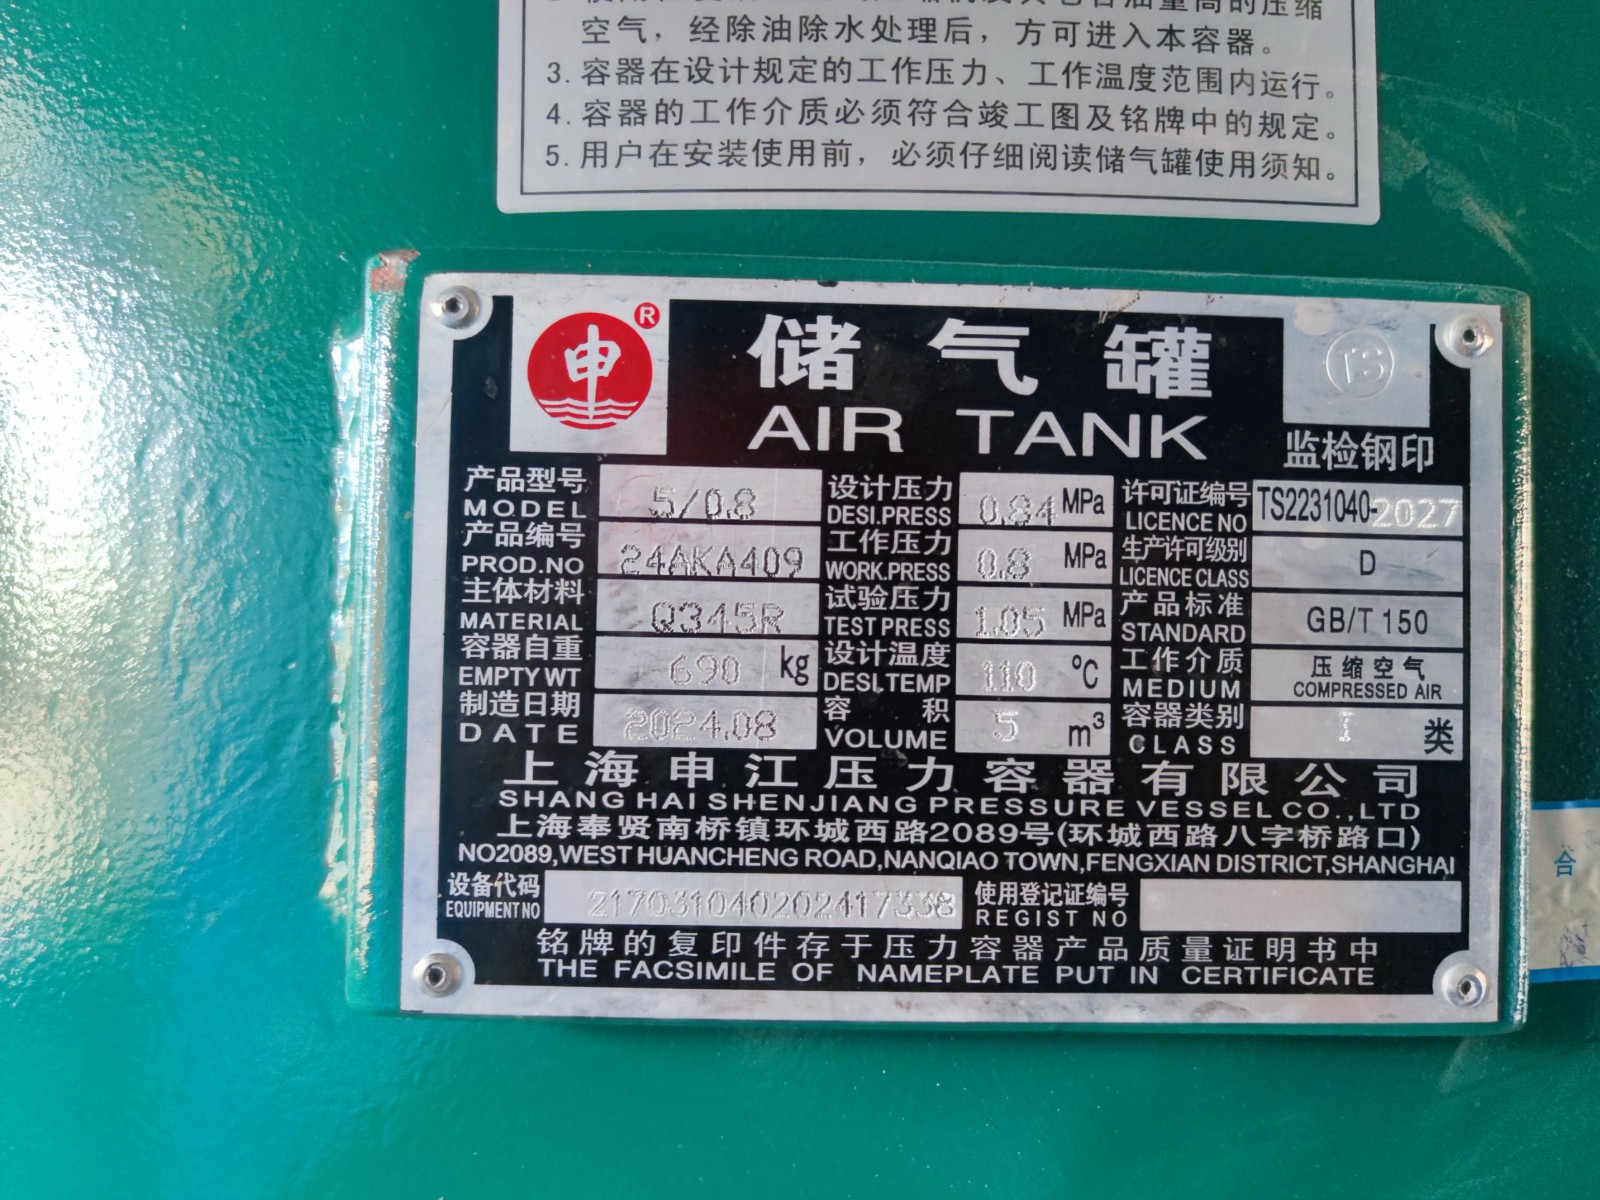 空气，经除油除水处理后，方可进入本容器。
3. 容器在设计规定的工作压力、工作温度范围内运行。
4. 容器的工作介质必须符合竣工图及铭牌中的规定。
5. 用户在安装使用前，必须仔细阅读储气罐使用须知。
申 ®
储气罐
AIR TANK
TS
监检钢印
产品型号 5/0.8 设计压力 0.84 MPa 许可证编号 TS2231040-2027
MODEL DESI.PRESS LICENCE NO
产品编号 24AKA409 工作压力 0.8 MPa 生产许可级别 D
PROD.NO WORK.PRESS LICENCE CLASS
主体材料 Q345R 试验压力 1.05 MPa 产品标准 GB/T 150
MATERIAL TEST PRESS STANDARD
容器自重 690 kg 设计温度 110 ℃ 工作介质 压缩空气
EMPTY WT DESI.TEMP MEDIUM COMPRESSED AIR
制造日期 2024.08 容积 5 m³ 容器类别 I 类
DATE VOLUME CLASS
上海申江压力容器有限公司
SHANG HAI SHENJIANG PRESSURE VESSEL CO.,LTD
上海奉贤南桥镇环城西路2089号(环城西路八字桥路口)
NO2089,WEST HUANCHENG ROAD,NANQIAO TOWN,FENGXIAN DISTRICT,SHANGHAI
设备代码 217031040202417338 使用登记证编号
EQUIPMENT NO REGIST NO
铭牌的复印件存于压力容器产品质量证明书中
THE FACSIMILE OF NAMEPLATE PUT IN CERTIFICATE
合